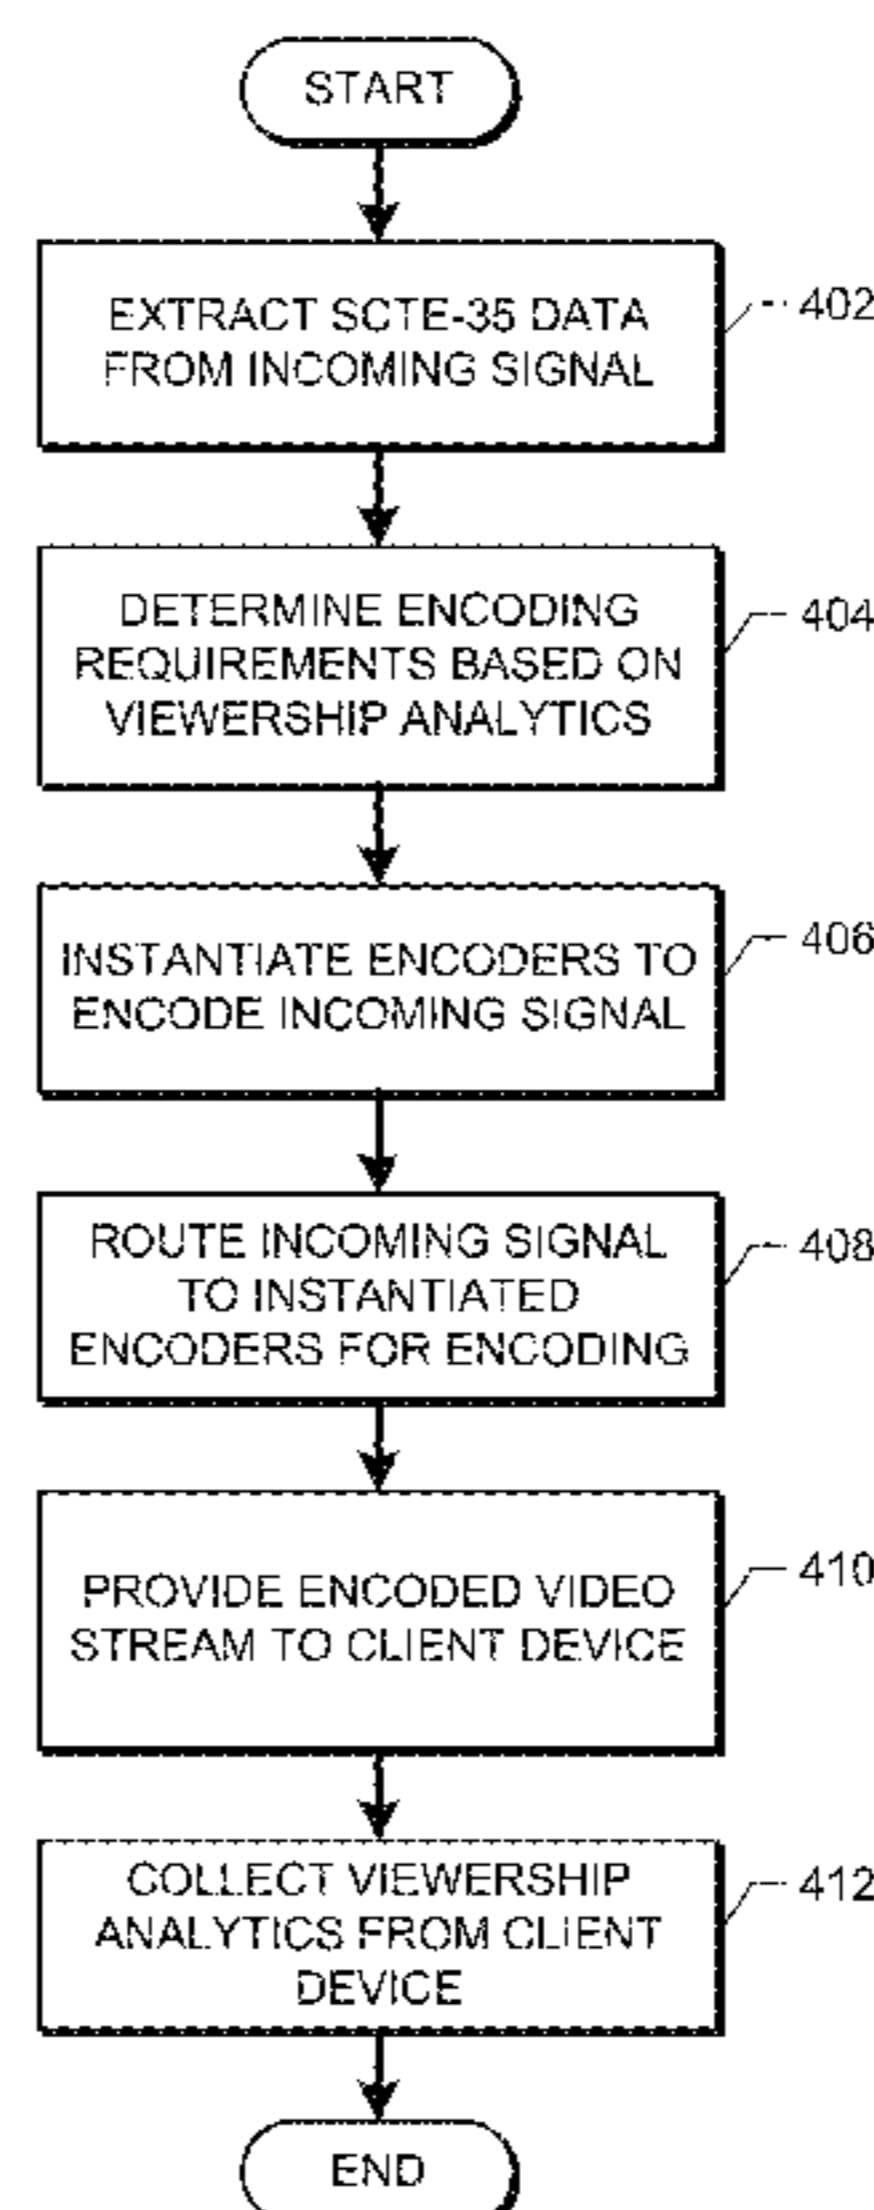 START
EXTRACT SCTE-35 DATA
FROM INCOMING SIGNAL
402
DETERMINE ENCODING
REQUIREMENTS BASED ON
VIEWERSHIP ANALYTICS
404
INSTANTIATE ENCODERS TO
ENCODE INCOMING SIGNAL
406
ROUTE INCOMING SIGNAL
TO INSTANTIATED
ENCODERS FOR ENCODING
408
PROVIDE ENCODED VIDEO
STREAM TO CLIENT DEVICE
410
COLLECT VIEWERSHIP
ANALYTICS FROM CLIENT
DEVICE
412
END